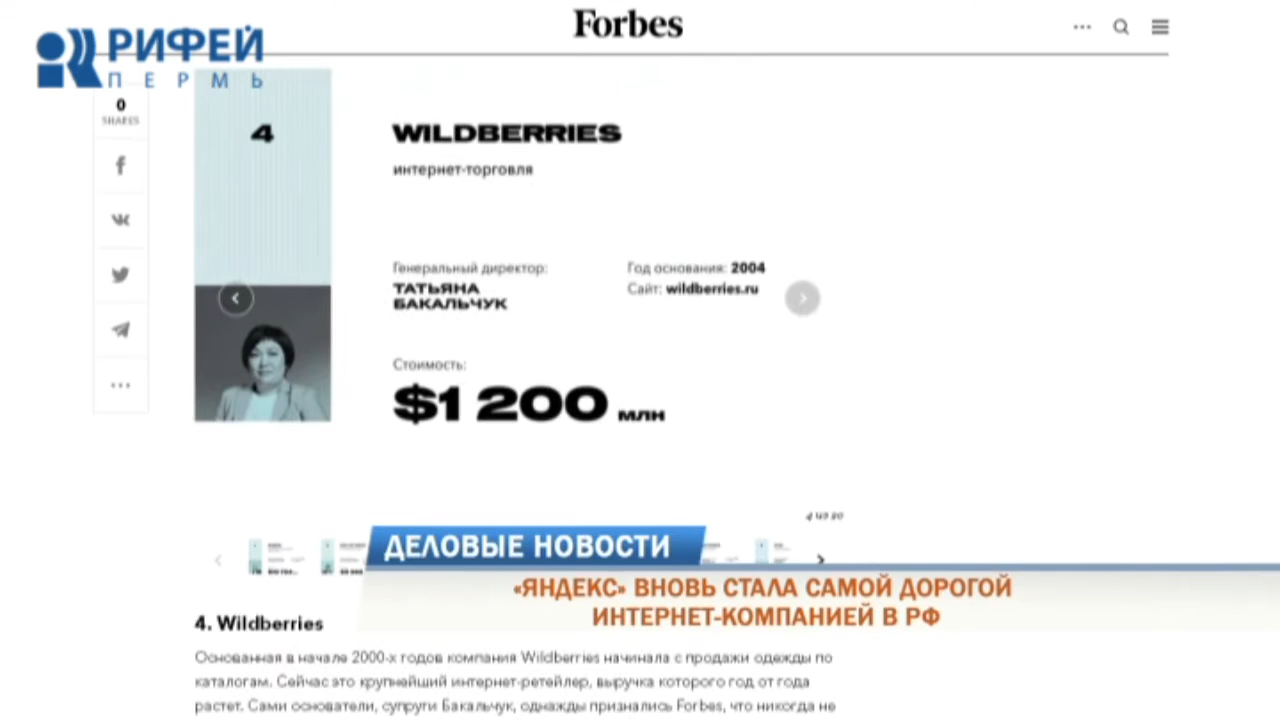 РИФЕЙ
ПЕРМЬ
Forbes
0
SHARES
4
WILDBERRIES
интернет-торговля
Генеральный директор:
ТАТЬЯНА
БАКАЛЬЧУК
Год основания: 2004
Сайт: wildberries.ru
Стоимость:
$1 200 млн
4 из 20
ДЕЛОВЫЕ НОВОСТИ
«ЯНДЕКС» ВНОВЬ СТАЛА САМОЙ ДОРОГОЙ
ИНТЕРНЕТ-КОМПАНИЕЙ В РФ
4. Wildberries
Основанная в начале 2000-х годов компания Wildberries начинала с продажи одежды по
каталогам. Сейчас это крупнейший интернет-ретейлер, выручка которого год от года
растет. Сами основатели, супруги Бакальчук, однажды признались Forbes, что никогда не